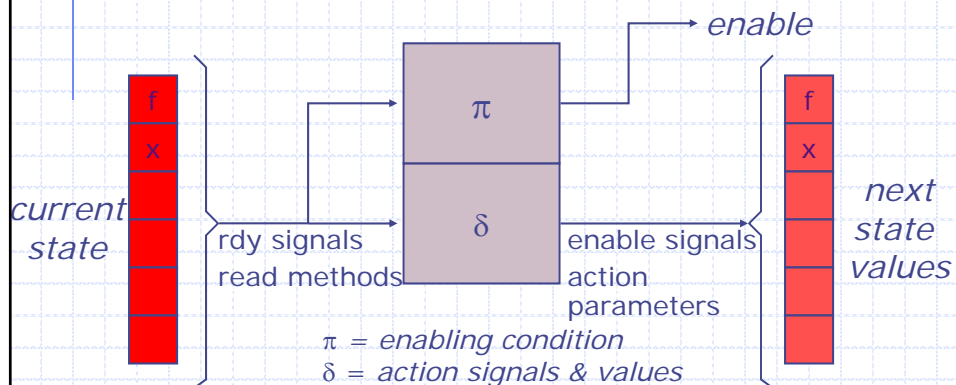 enable
f
x
π
current
state
δ
rdy signals
read methods
enable signals
action
parameters
f
x
next
state
values
π = enabling condition
δ = action signals & values